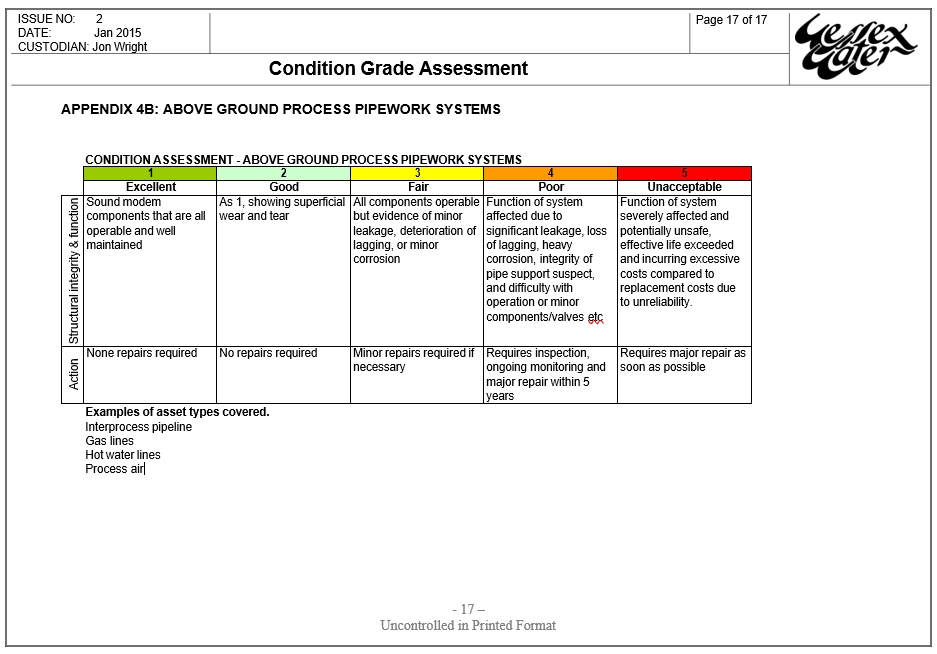 ISSUE NO: 2
DATE: Jan 2015
CUSTODIAN: Jon Wright
Page 17 of 17
Wessex
Water
Condition Grade Assessment
APPENDIX 4B: ABOVE GROUND PROCESS PIPEWORK SYSTEMS
CONDITION ASSESSMENT - ABOVE GROUND PROCESS PIPEWORK SYSTEMS
1 2 3 4 5
Excellent Good Fair Poor Unacceptable
Structural integrity & function
Sound modern
components that are all
operable and well
maintained
As 1, showing superficial
wear and tear
All components operable
but evidence of minor
leakage, deterioration of
lagging, or minor
corrosion
Function of system
affected due to
significant leakage, loss
of lagging, heavy
corrosion, integrity of
pipe support suspect,
and difficulty with
operation or minor
components/valves etc
Function of system
severely affected and
potentially unsafe,
effective life exceeded
and incurring excessive
costs compared to
replacement costs due
to unreliability.
Action
None repairs required
No repairs required
Minor repairs required if
necessary
Requires inspection,
ongoing monitoring and
major repair within 5
years
Requires major repair as
soon as possible
Examples of asset types covered.
Interprocess pipeline
Gas lines
Hot water lines
Process air
- 17 –
Uncontrolled in Printed Format